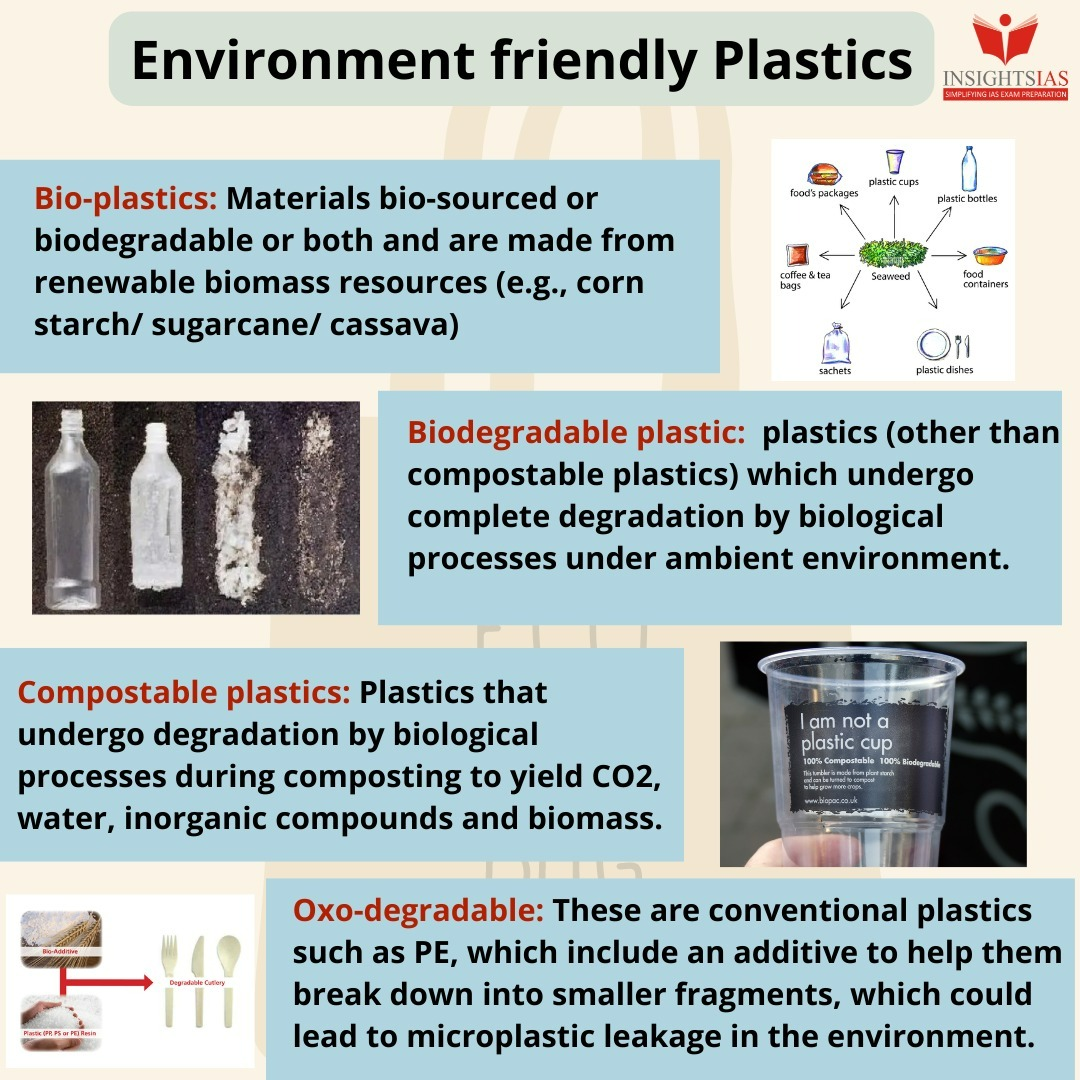 Environment friendly Plastics
INSIGHTSIAS
SIMPLIFYING IAS EXAM PREPARATION
Bio-plastics: Materials bio-sourced or
biodegradable or both and are made from
renewable biomass resources (e.g., corn
starch/ sugarcane/ cassava)
food's packages
plastic cups
plastic bottles
coffee & tea
bags
Seaweed
food
containers
sachets
plastic dishes
Biodegradable plastic: plastics (other than
compostable plastics) which undergo
complete degradation by biological
processes under ambient environment.
ECO
Compostable plastics: Plastics that
undergo degradation by biological
processes during composting to yield CO2,
water, inorganic compounds and biomass.
I am not a
plastic cup
100% Compostable 100% Biodegradable
This tumbler is made from plant starch
and can be turned to compost
to help grow more crops.
www.biopac.co.uk
Bio-Additive
Degradable Cutlery
Plastic (PP, PS or PE) Resin
Oxo-degradable: These are conventional plastics
such as PE, which include an additive to help them
break down into smaller fragments, which could
lead to microplastic leakage in the environment.